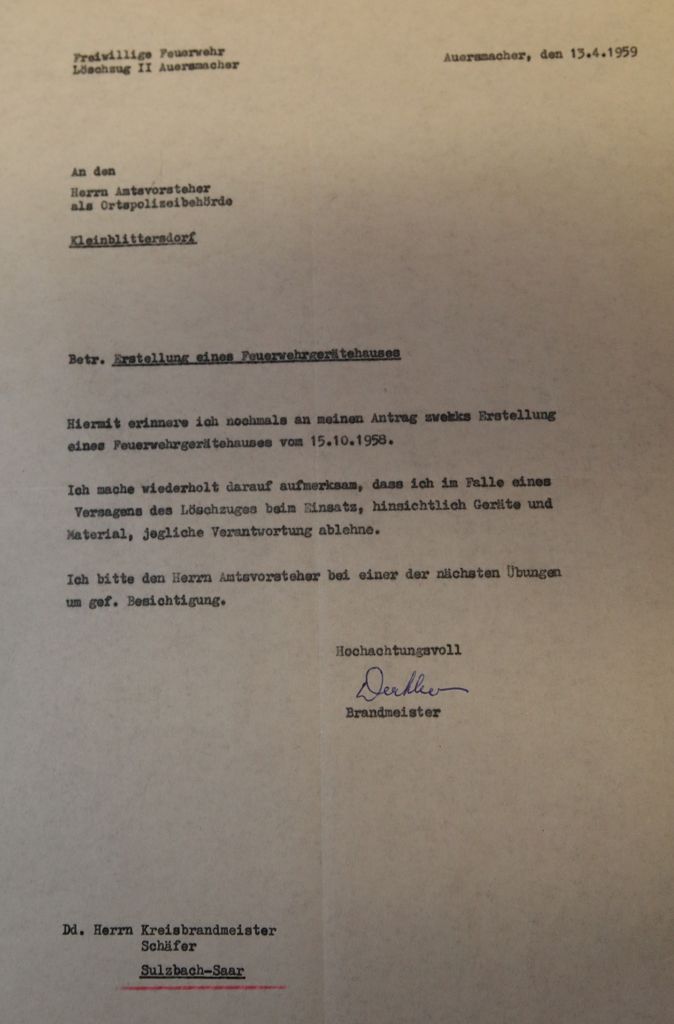 Freiwillige Feuerwehr
Löschzug II Auersmacher
Auersmacher, den 13.4.1959
An den
Herrn Amtsvorsteher
als Ortspolizeibehörde
Kleinblittersdorf
Betr. Erstellung eines Feuerwehrgerätehauses
Hiermit erinnere ich nochmals an meinen Antrag zwekks Erstellung
eines Feuerwehrgerätehauses vom 15.10.1958.
Ich mache wiederholt darauf aufmerksam, dass ich im Falle eines
Versagens des Löschzuges beim Einsatz, hinsichtlich Geräte und
Material, jegliche Verantwortung ablehne.
Ich bitte den Herrn Amtsvorsteher bei einer der nächsten Übungen
um gef. Besichtigung.
Hochachtungsvoll
Brandmeister
Dd. Herrn Kreisbrandmeister
Schäfer
Sulzbach-Saar